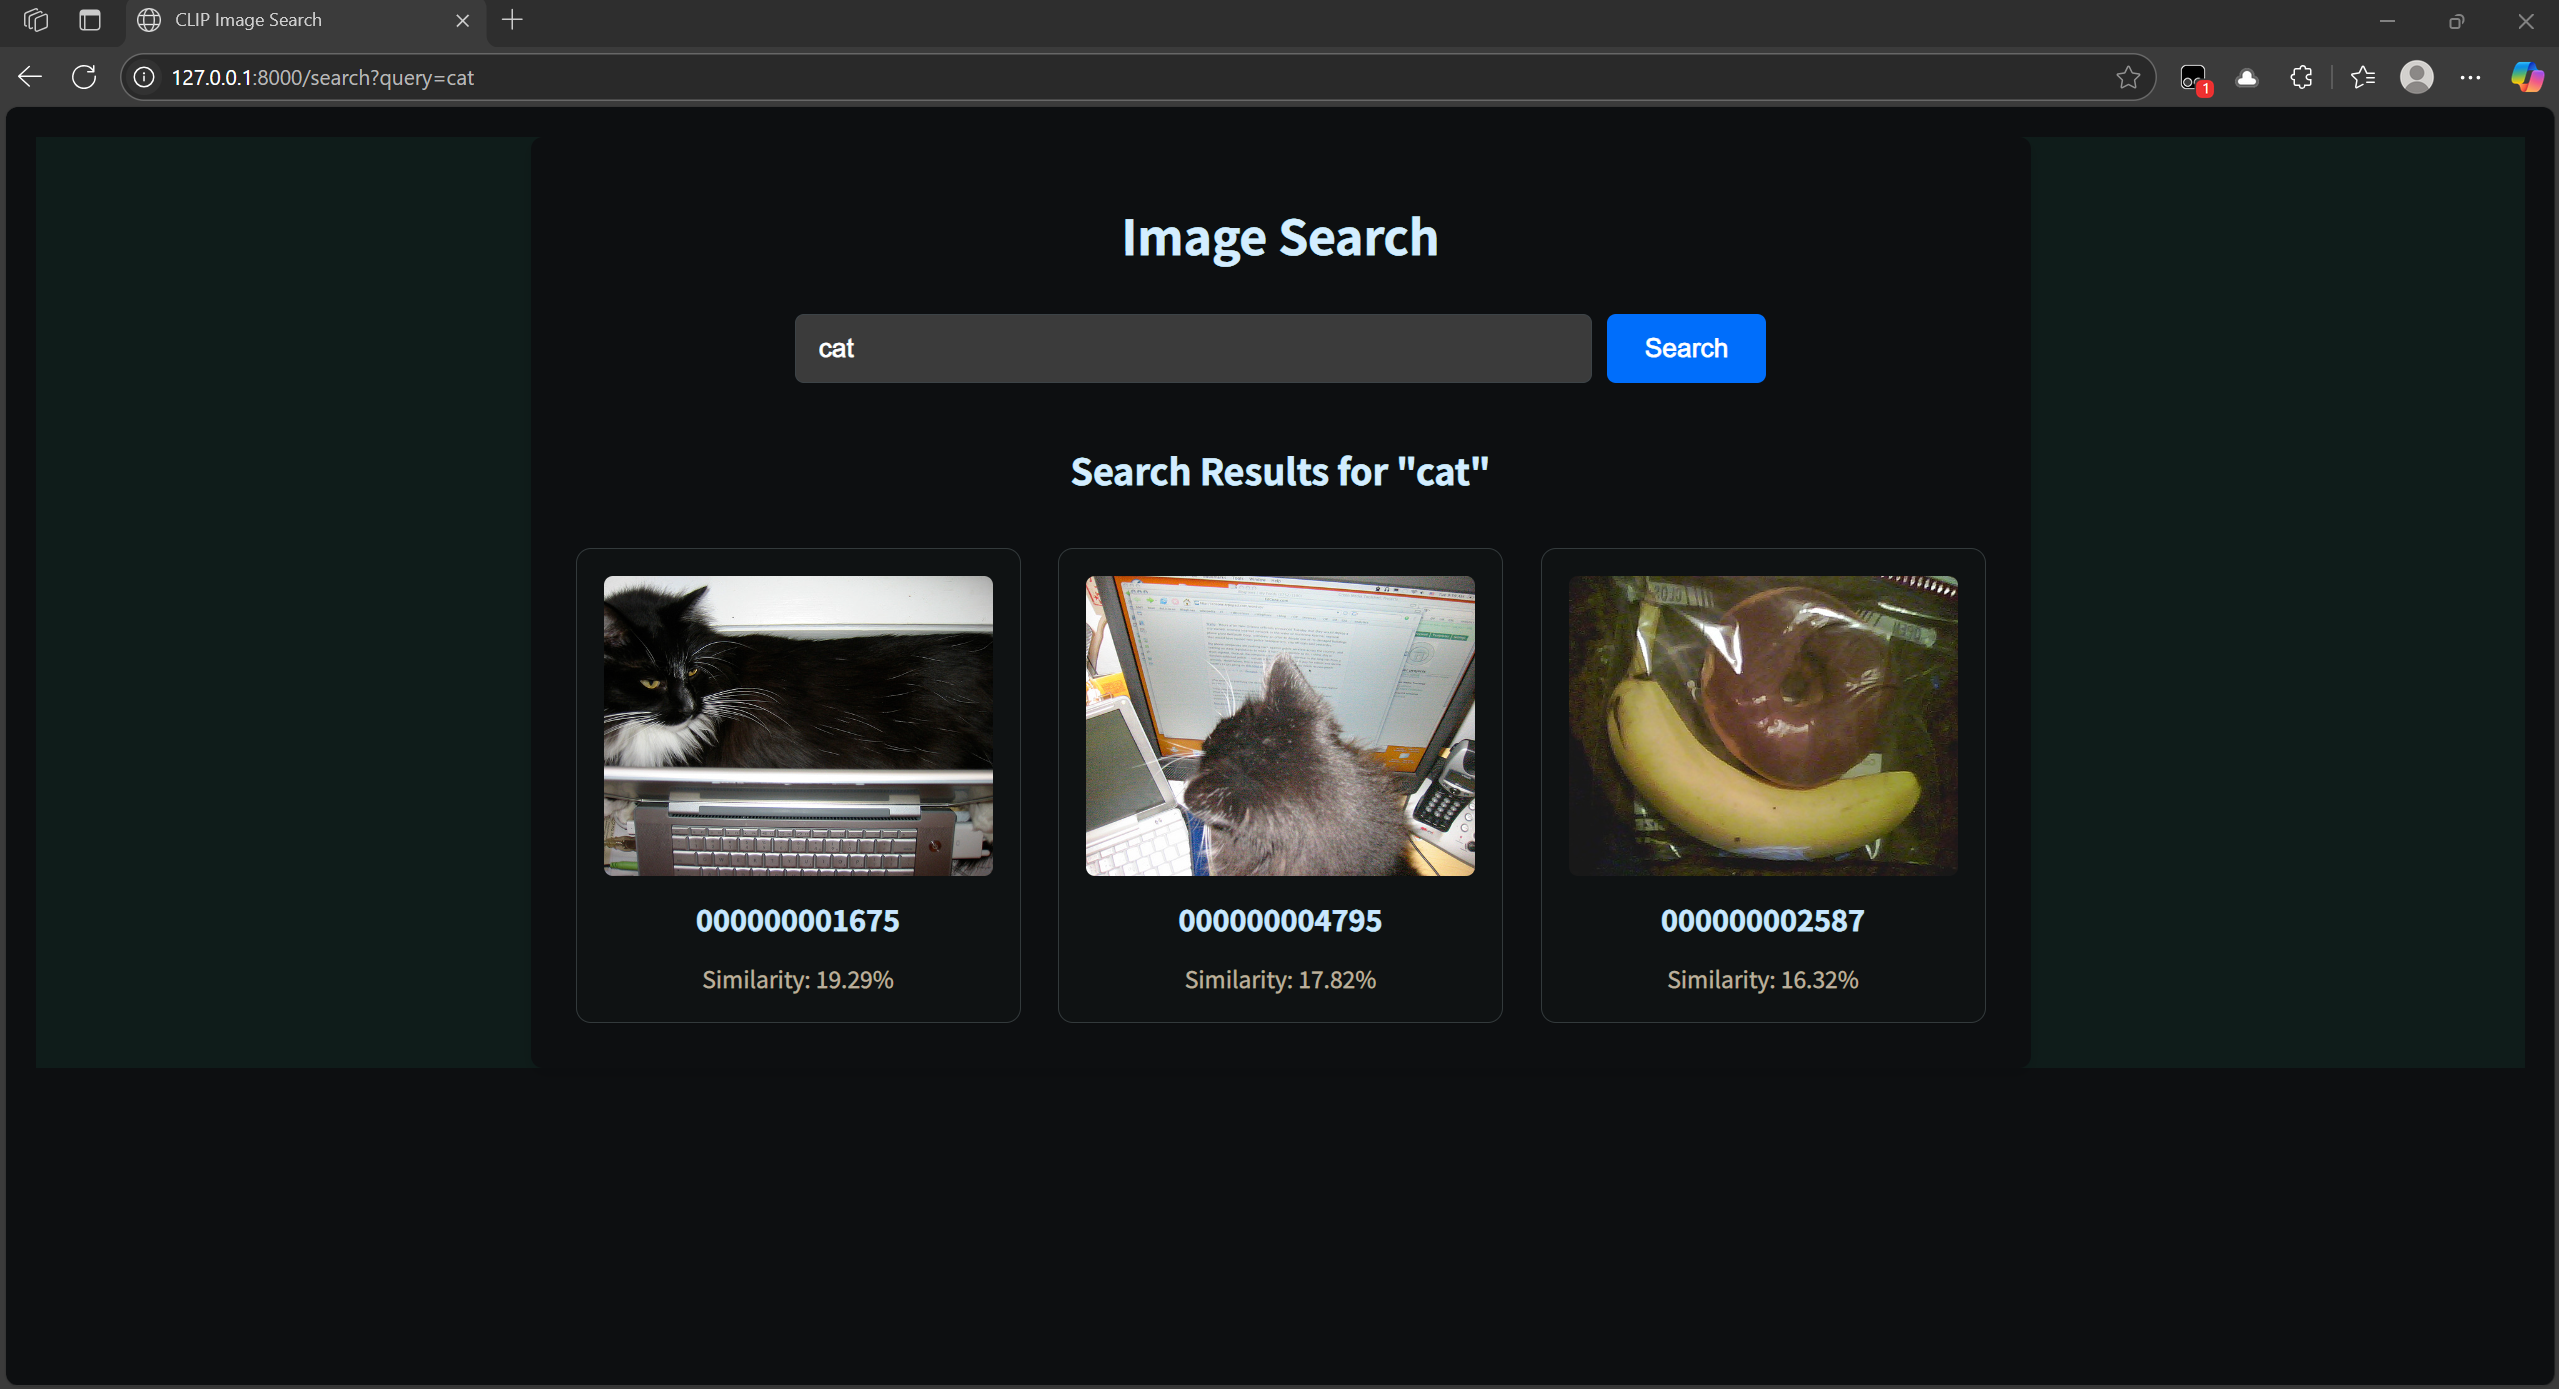 CLIP Image Search
127.0.0.1:8000/search?query=cat
1
Image Search
cat
Search
Search Results for "cat"
000000001675
Similarity: 19.29%
000000004795
Similarity: 17.82%
000000002587
Similarity: 16.32%